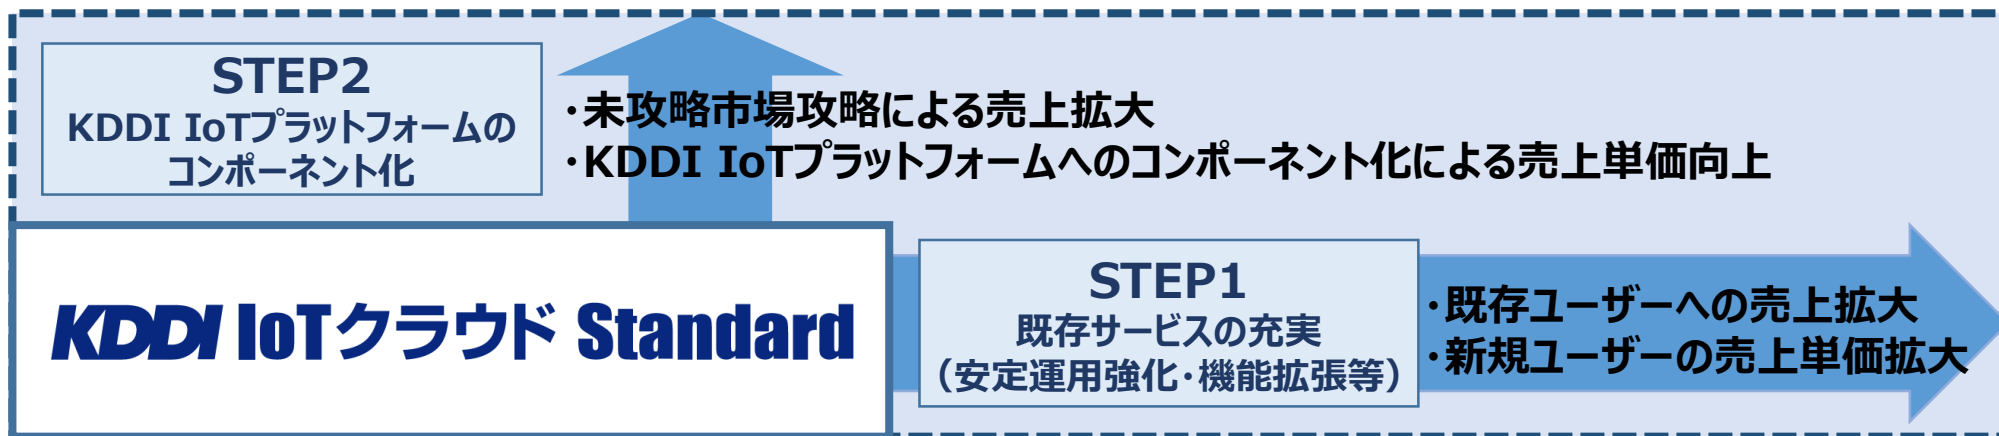 STEP2
KDDI IoTプラットフォームの
コンポーネント化
・未攻略市場攻略による売上拡大
・KDDI IoTプラットフォームへのコンポーネント化による売上単価向上
KDDI IoTクラウド Standard
STEP1
既存サービスの充実
（安定運用強化・機能拡張等）
・既存ユーザーへの売上拡大
・新規ユーザーの売上単価拡大